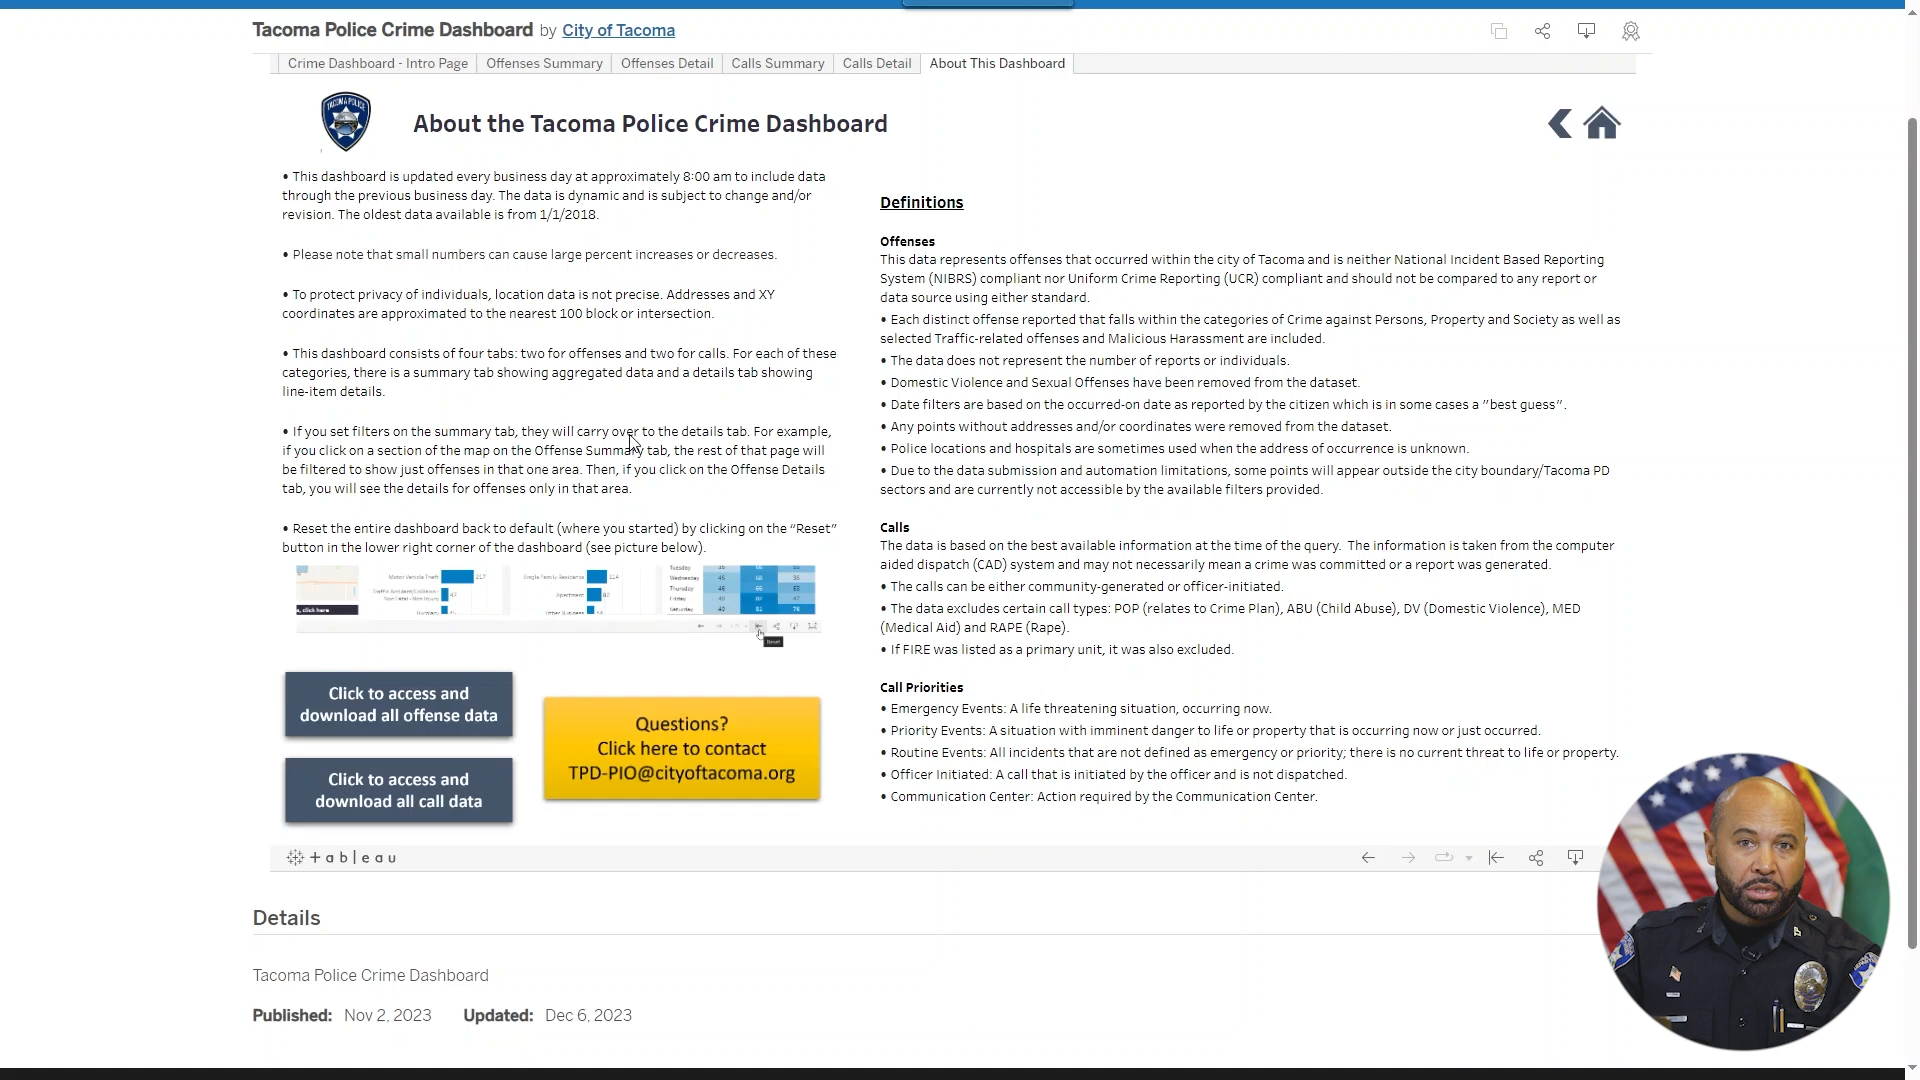 Tacoma Police Crime Dashboard by City of Tacoma
Crime Dashboard - Intro Page
Offenses Summary
Offenses Detail
Calls Summary
Calls Detail
About This Dashboard
TACOMA POLICE
About the Tacoma Police Crime Dashboard
• This dashboard is updated every business day at approximately 8:00 am to include data
through the previous business day. The data is dynamic and is subject to change and/or
revision. The oldest data available is from 1/1/2018.
• Please note that small numbers can cause large percent increases or decreases.
• To protect privacy of individuals, location data is not precise. Addresses and XY
coordinates are approximated to the nearest 100 block or intersection.
• This dashboard consists of four tabs: two for offenses and two for calls. For each of these
categories, there is a summary tab showing aggregated data and a details tab showing
line-item details.
• If you set filters on the summary tab, they will carry over to the details tab. For example,
if you click on a section of the map on the Offense Summary tab, the rest of that page will
be filtered to show just offenses in that one area. Then, if you click on the Offense Details
tab, you will see the details for offenses only in that area.
• Reset the entire dashboard back to default (where you started) by clicking on the “Reset”
button in the lower right corner of the dashboard (see picture below).
Motor Vehicle Theft 217
Single Family Residence 114
Apartment 82
Tuesday
Wednesday
Thursday
Friday
Saturday
, click here
Reset
Click to access and
download all offense data
Click to access and
download all call data
Questions?
Click here to contact
TPD-PIO@cityoftacoma.org
Definitions
Offenses
This data represents offenses that occurred within the city of Tacoma and is neither National Incident Based Reporting
System (NIBRS) compliant nor Uniform Crime Reporting (UCR) compliant and should not be compared to any report or
data source using either standard.
• Each distinct offense reported that falls within the categories of Crime against Persons, Property and Society as well as
selected Traffic-related offenses and Malicious Harassment are included.
• The data does not represent the number of reports or individuals.
• Domestic Violence and Sexual Offenses have been removed from the dataset.
• Date filters are based on the occurred-on date as reported by the citizen which is in some cases a "best guess".
• Any points without addresses and/or coordinates were removed from the dataset.
• Police locations and hospitals are sometimes used when the address of occurrence is unknown.
• Due to the data submission and automation limitations, some points will appear outside the city boundary/Tacoma PD
sectors and are currently not accessible by the available filters provided.
Calls
The data is based on the best available information at the time of the query. The information is taken from the computer
aided dispatch (CAD) system and may not necessarily mean a crime was committed or a report was generated.
• The calls can be either community-generated or officer-initiated.
• The data excludes certain call types: POP (relates to Crime Plan), ABU (Child Abuse), DV (Domestic Violence), MED
(Medical Aid) and RAPE (Rape).
• If FIRE was listed as a primary unit, it was also excluded.
Call Priorities
• Emergency Events: A life threatening situation, occurring now.
• Priority Events: A situation with imminent danger to life or property that is occurring now or just occurred.
• Routine Events: All incidents that are not defined as emergency or priority; there is no current threat to life or property.
• Officer Initiated: A call that is initiated by the officer and is not dispatched.
• Communication Center: Action required by the Communication Center.
+ a b | e a u
Details
Tacoma Police Crime Dashboard
Published: Nov 2, 2023 Updated: Dec 6, 2023